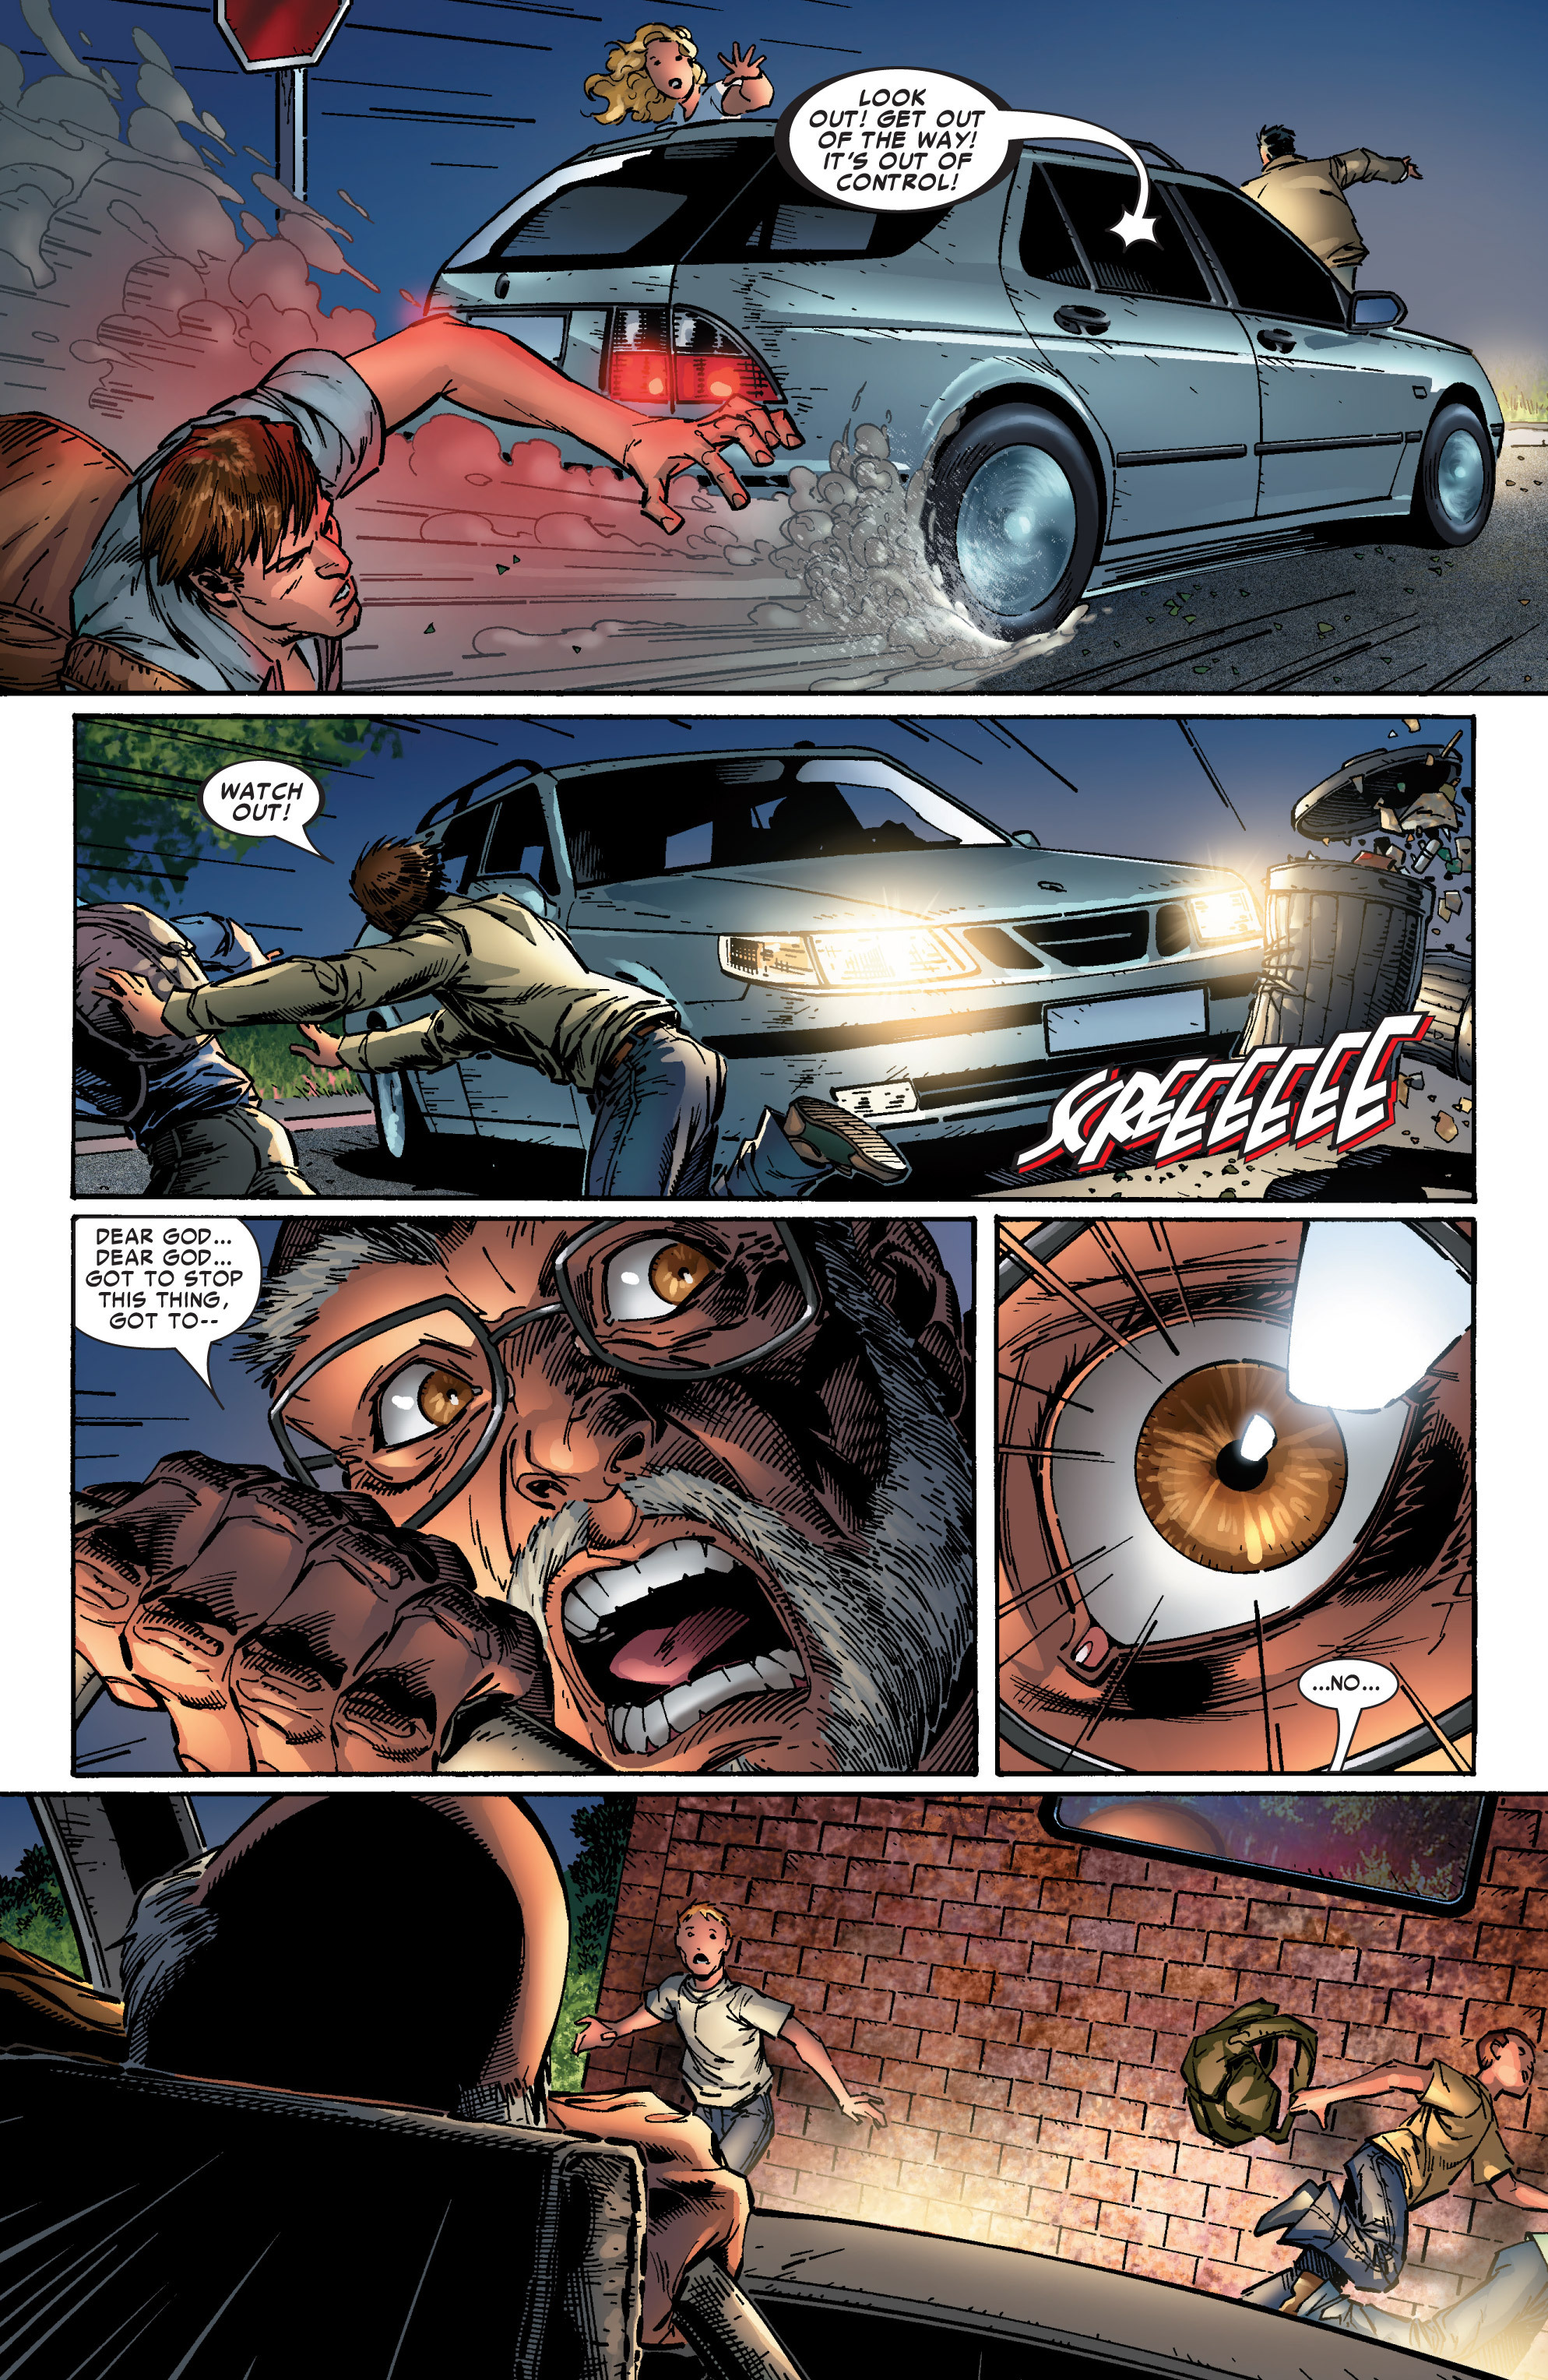 LOOK
OUT! GET OUT
OF THE WAY!
IT'S OUT OF
CONTROL!
WATCH
OUT!
SCREEEEEEE
DEAR GOD...
DEAR GOD...
GOT TO STOP
THIS THING,
GOT TO--
...NO...